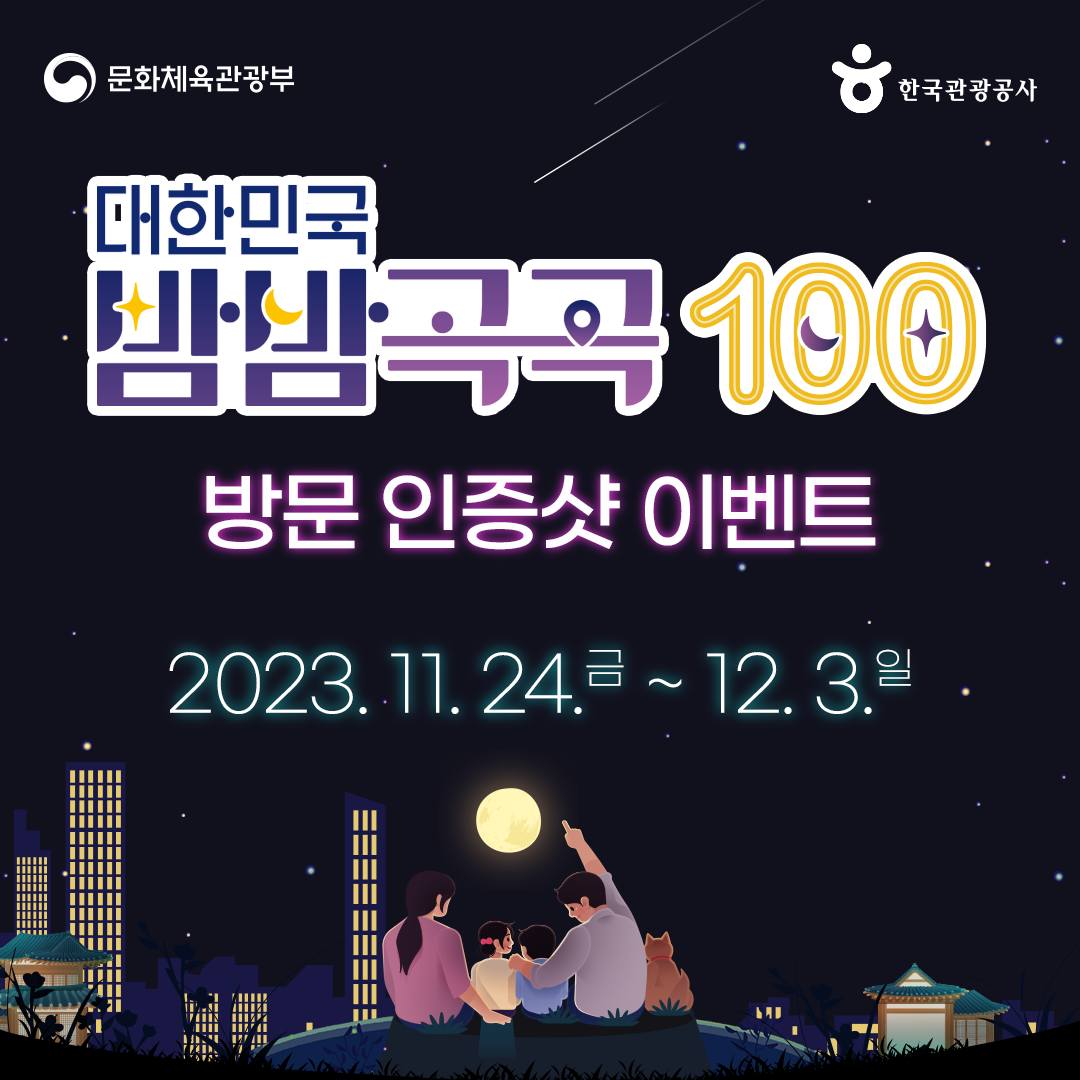 문화체육관광부
한국관광공사
대한민국
밤밤곡곡 100
방문 인증샷 이벤트
2023. 11. 24.금 ~ 12. 3.일